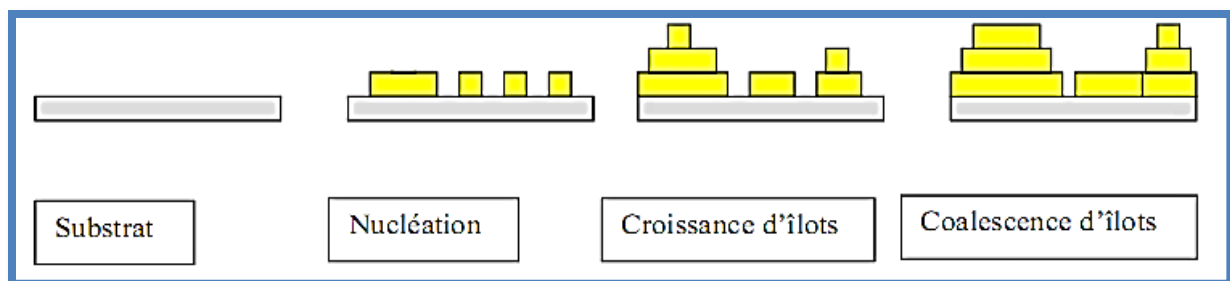 Substrat
Nucléation
Croissance d'îlots
Coalescence d'îlots